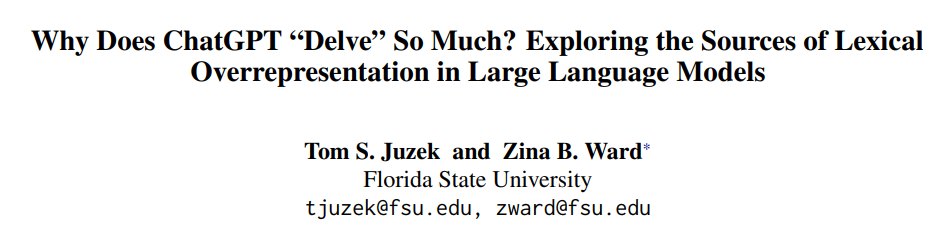 Why Does ChatGPT “Delve” So Much? Exploring the Sources of Lexical
Overrepresentation in Large Language Models
Tom S. Juzek and Zina B. Ward*
Florida State University
tjuzek@fsu.edu, zward@fsu.edu